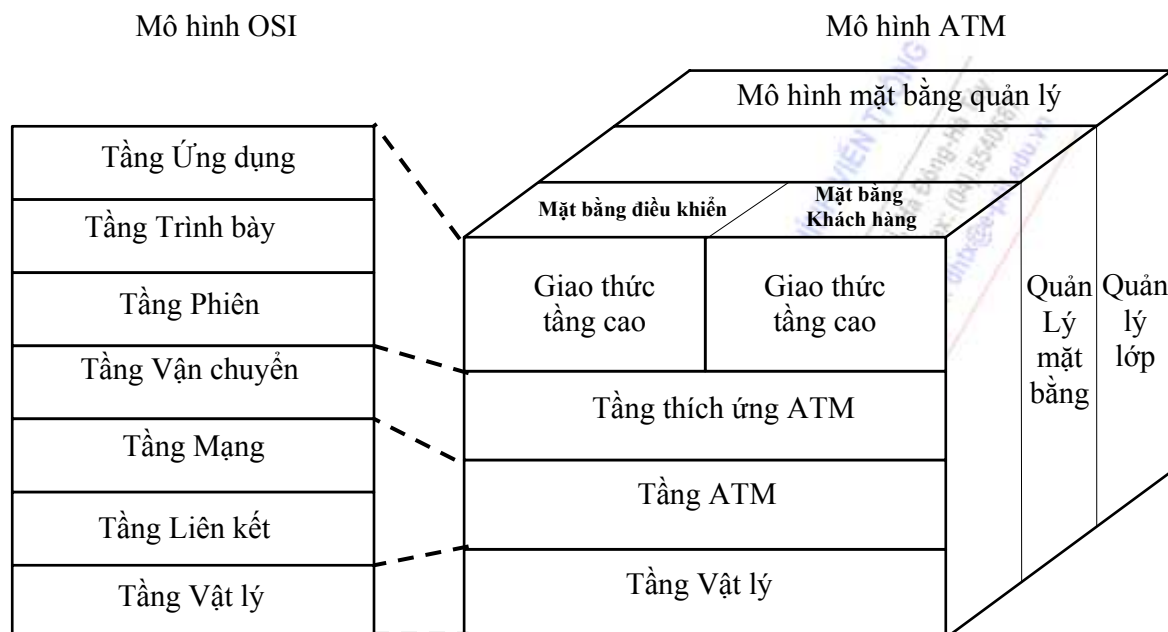 Mô hình OSI
Mô hình ATM
Tầng Ứng dụng
Tầng Trình bày
Tầng Phiên
Tầng Vận chuyển
Tầng Mạng
Tầng Liên kết
Tầng Vật lý
Mô hình mặt bằng quản lý
Mặt bằng điều khiển
Mặt bằng
Khách hàng
Giao thức
tầng cao
Giao thức
tầng cao
Tầng thích ứng ATM
Tầng ATM
Tầng Vật lý
Quản
Lý
mặt
bằng
Quản
lý
lớp
VIỄN THÔNG